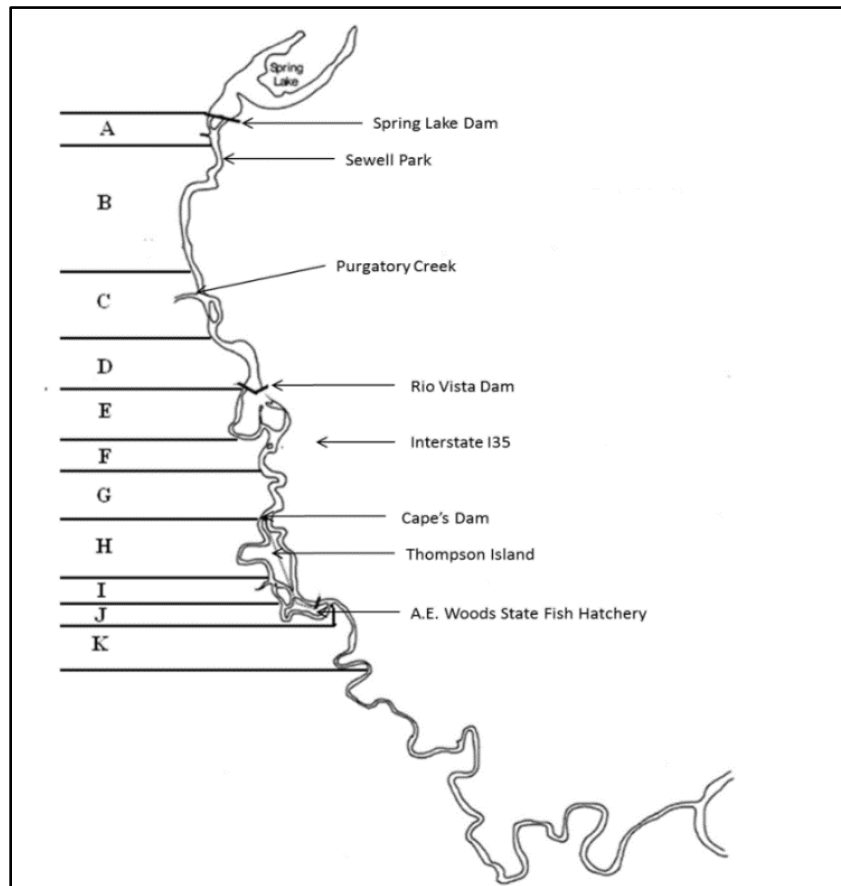 Spring
Lake
A
Spring Lake Dam
Sewell Park
B
Purgatory Creek
C
D
Rio Vista Dam
E
Interstate I35
F
G
Cape's Dam
H
Thompson Island
I
A.E. Woods State Fish Hatchery
J
K